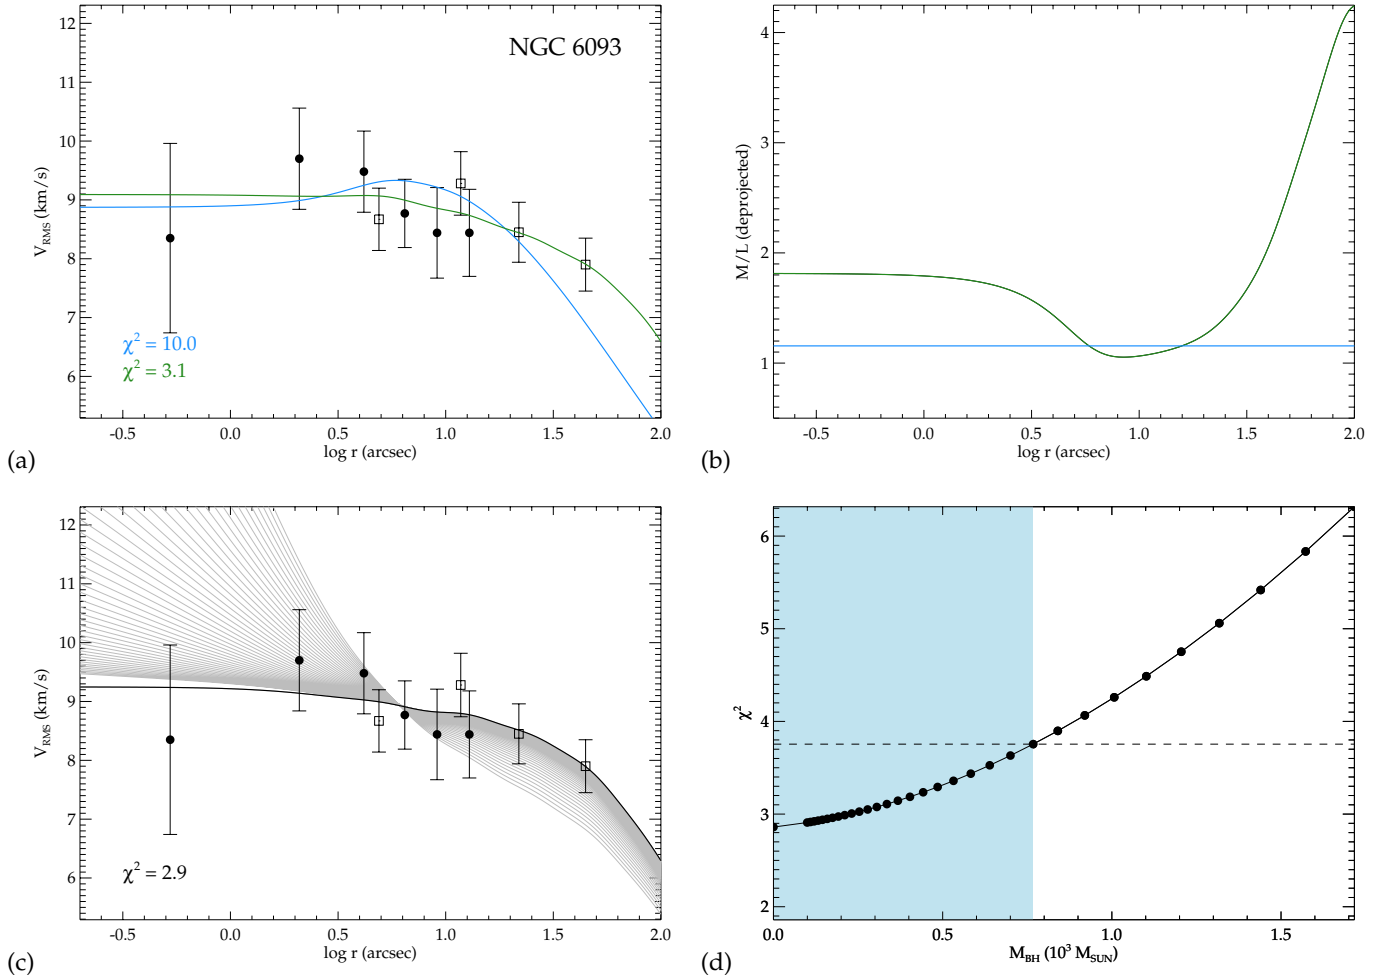 12
11
10
9
8
7
6
V_RMS (km/s)
NGC 6093
χ² = 10.0
χ² = 3.1
-0.5 0.0 0.5 1.0 1.5 2.0
log r (arcsec)
(a)
4
3
2
1
M/L (deprojected)
-0.5 0.0 0.5 1.0 1.5 2.0
log r (arcsec)
(b)
12
11
10
9
8
7
6
V_RMS (km/s)
χ² = 2.9
-0.5 0.0 0.5 1.0 1.5 2.0
log r (arcsec)
(c)
6
5
4
3
2
χ²
0.0 0.5 1.0 1.5
M_BH (10³ M_SUN)
(d)